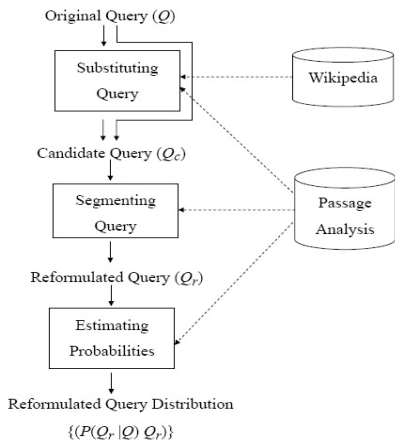 Original Query (Q)
Substituting
Query
Wikipedia
Candidate Query (Qc)
Segmenting
Query
Passage
Analysis
Reformulated Query (Qr)
Estimating
Probabilities
Reformulated Query Distribution
{(P(Qr |Q) Qr)}